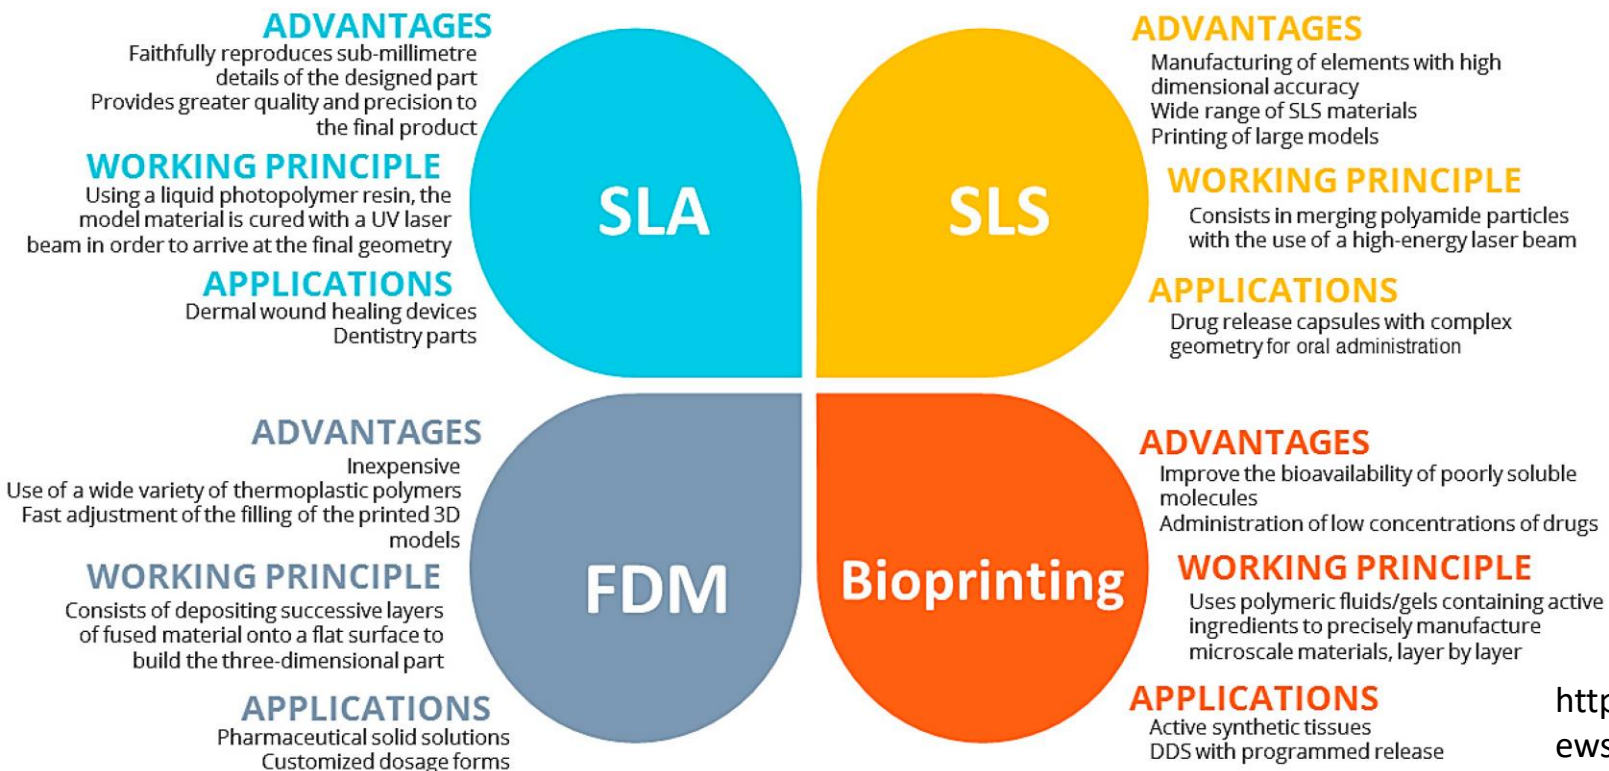 ADVANTAGES
Faithfully reproduces sub-millimetre
details of the designed part
Provides greater quality and precision to
the final product
WORKING PRINCIPLE
Using a liquid photopolymer resin, the
model material is cured with a UV laser
beam in order to arrive at the final geometry
APPLICATIONS
Dermal wound healing devices
Dentistry parts
SLA
SLS
ADVANTAGES
Manufacturing of elements with high
dimensional accuracy
Wide range of SLS materials
Printing of large models
WORKING PRINCIPLE
Consists in merging polyamide particles
with the use of a high-energy laser beam
APPLICATIONS
Drug release capsules with complex
geometry for oral administration
ADVANTAGES
Inexpensive
Use of a wide variety of thermoplastic polymers
Fast adjustment of the filling of the printed 3D
models
WORKING PRINCIPLE
Consists of depositing successive layers
of fused material onto a flat surface to
build the three-dimensional part
APPLICATIONS
Pharmaceutical solid solutions
Customized dosage forms
FDM
Bioprinting
ADVANTAGES
Improve the bioavailability of poorly soluble
molecules
Administration of low concentrations of drugs
WORKING PRINCIPLE
Uses polymeric fluids/gels containing active
ingredients to precisely manufacture
microscale materials, layer by layer
APPLICATIONS
Active synthetic tissues
DDS with programmed release
http
ews